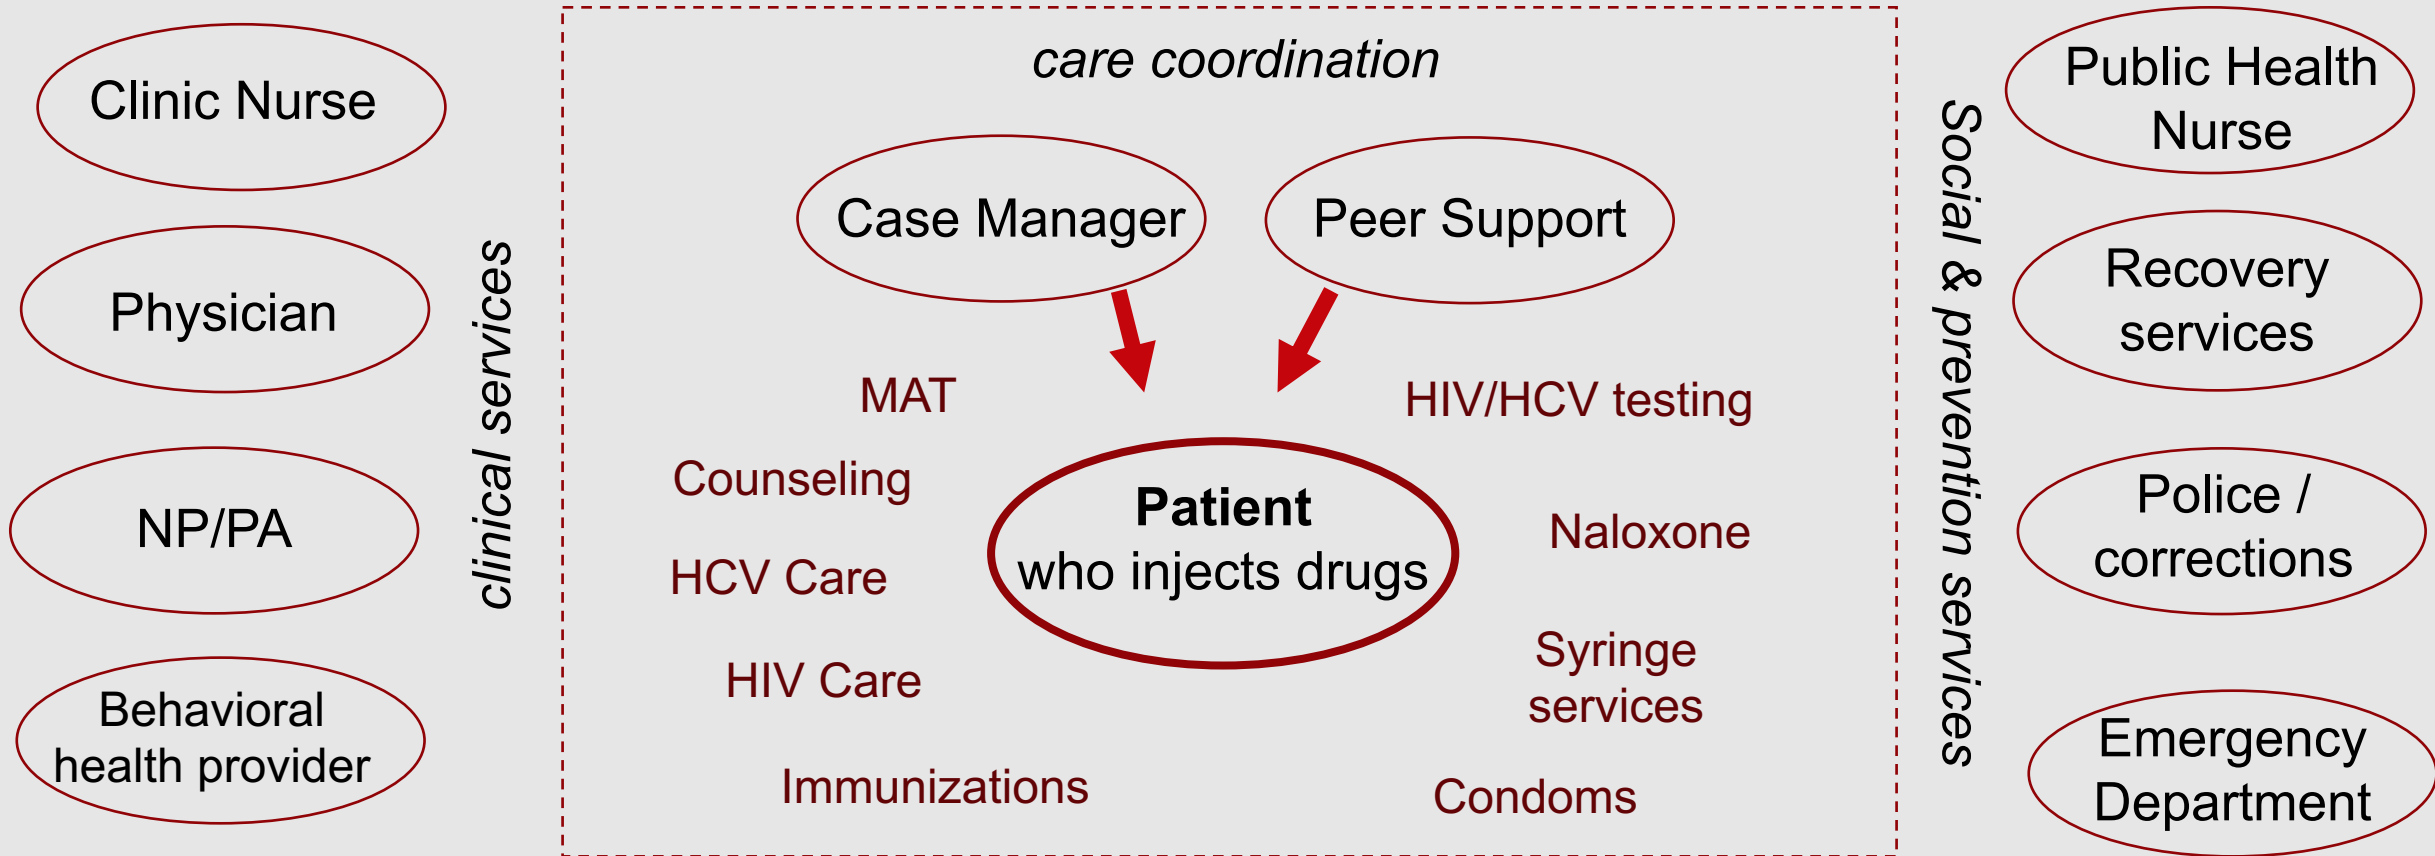 Clinic Nurse
Physician
NP/PA
Behavioral
health provider
clinical services
care coordination
Case Manager
Peer Support
MAT
Counseling
HCV Care
HIV Care
Immunizations
Patient
who injects drugs
HIV/HCV testing
Naloxone
Syringe
services
Condoms
Social & prevention services
Public Health
Nurse
Recovery
services
Police /
corrections
Emergency
Department